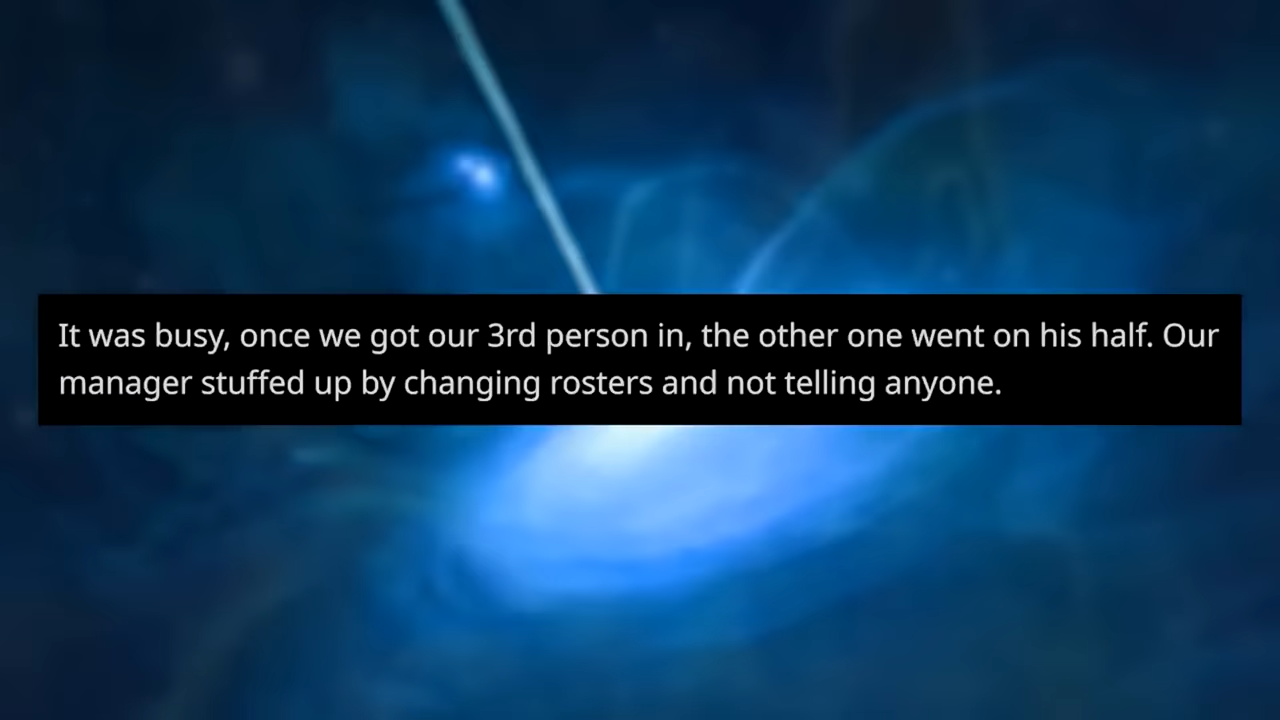 It was busy, once we got our 3rd person in, the other one went on his half. Our
manager stuffed up by changing rosters and not telling anyone.